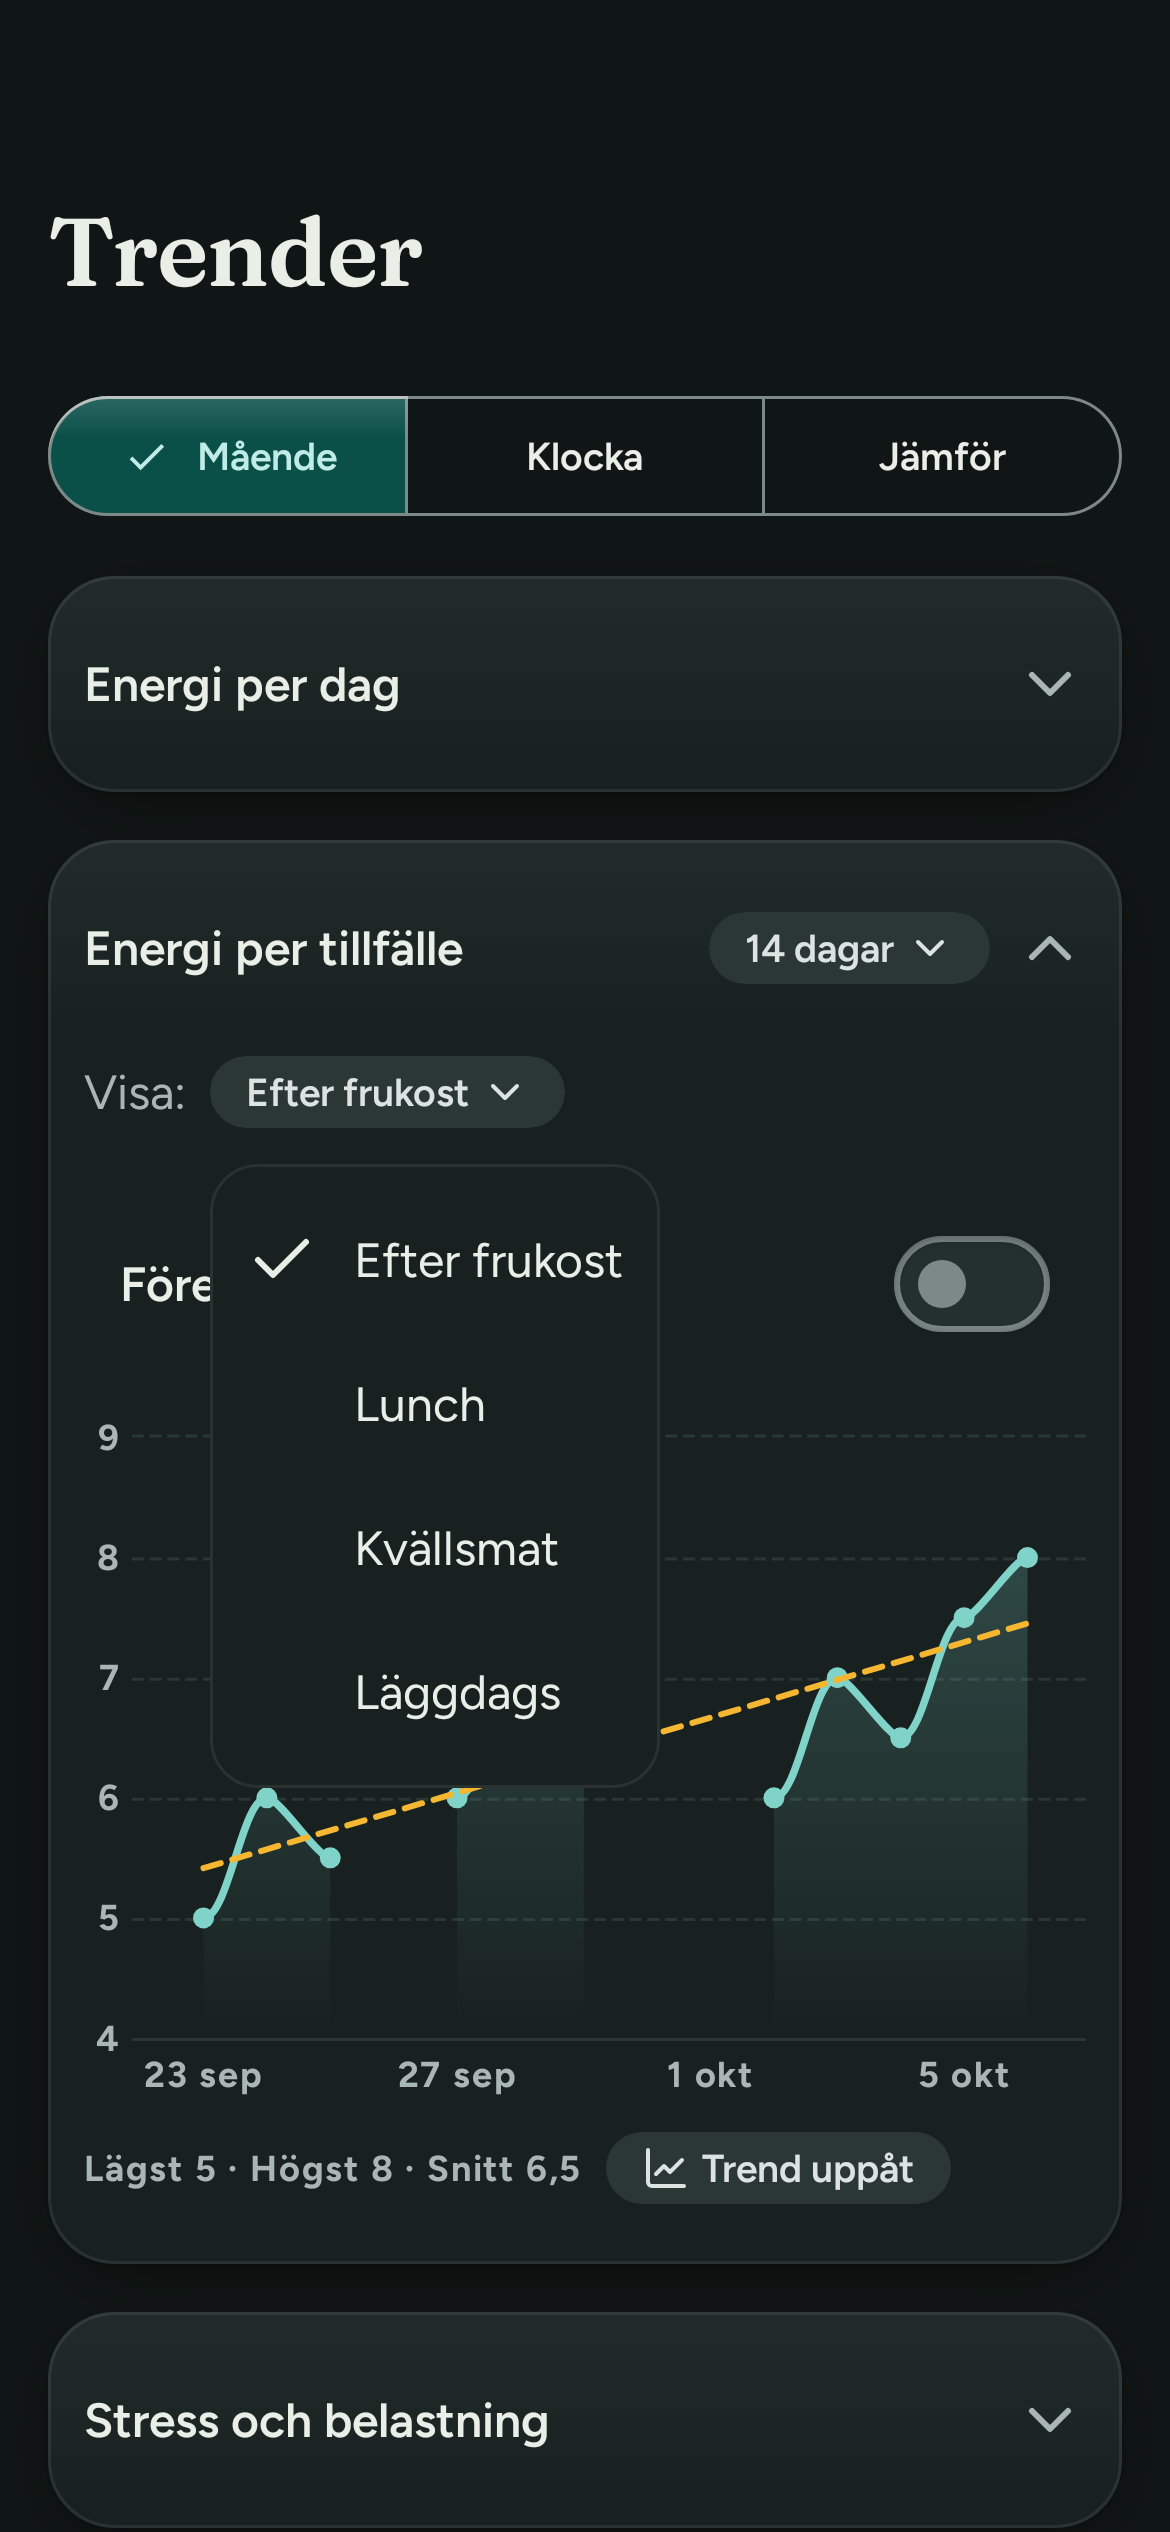 Trender
Mående
Klocka
Jämför
Energi per dag
Energi per tillfälle
14 dagar
Visa:
Efter frukost
Efter frukost
Lunch
Kvällsmat
Läggdags
9
8
7
6
5
4
23 sep
27 sep
1 okt
5 okt
Lägst 5 · Högst 8 · Snitt 6,5
Trend uppåt
Stress och belastning